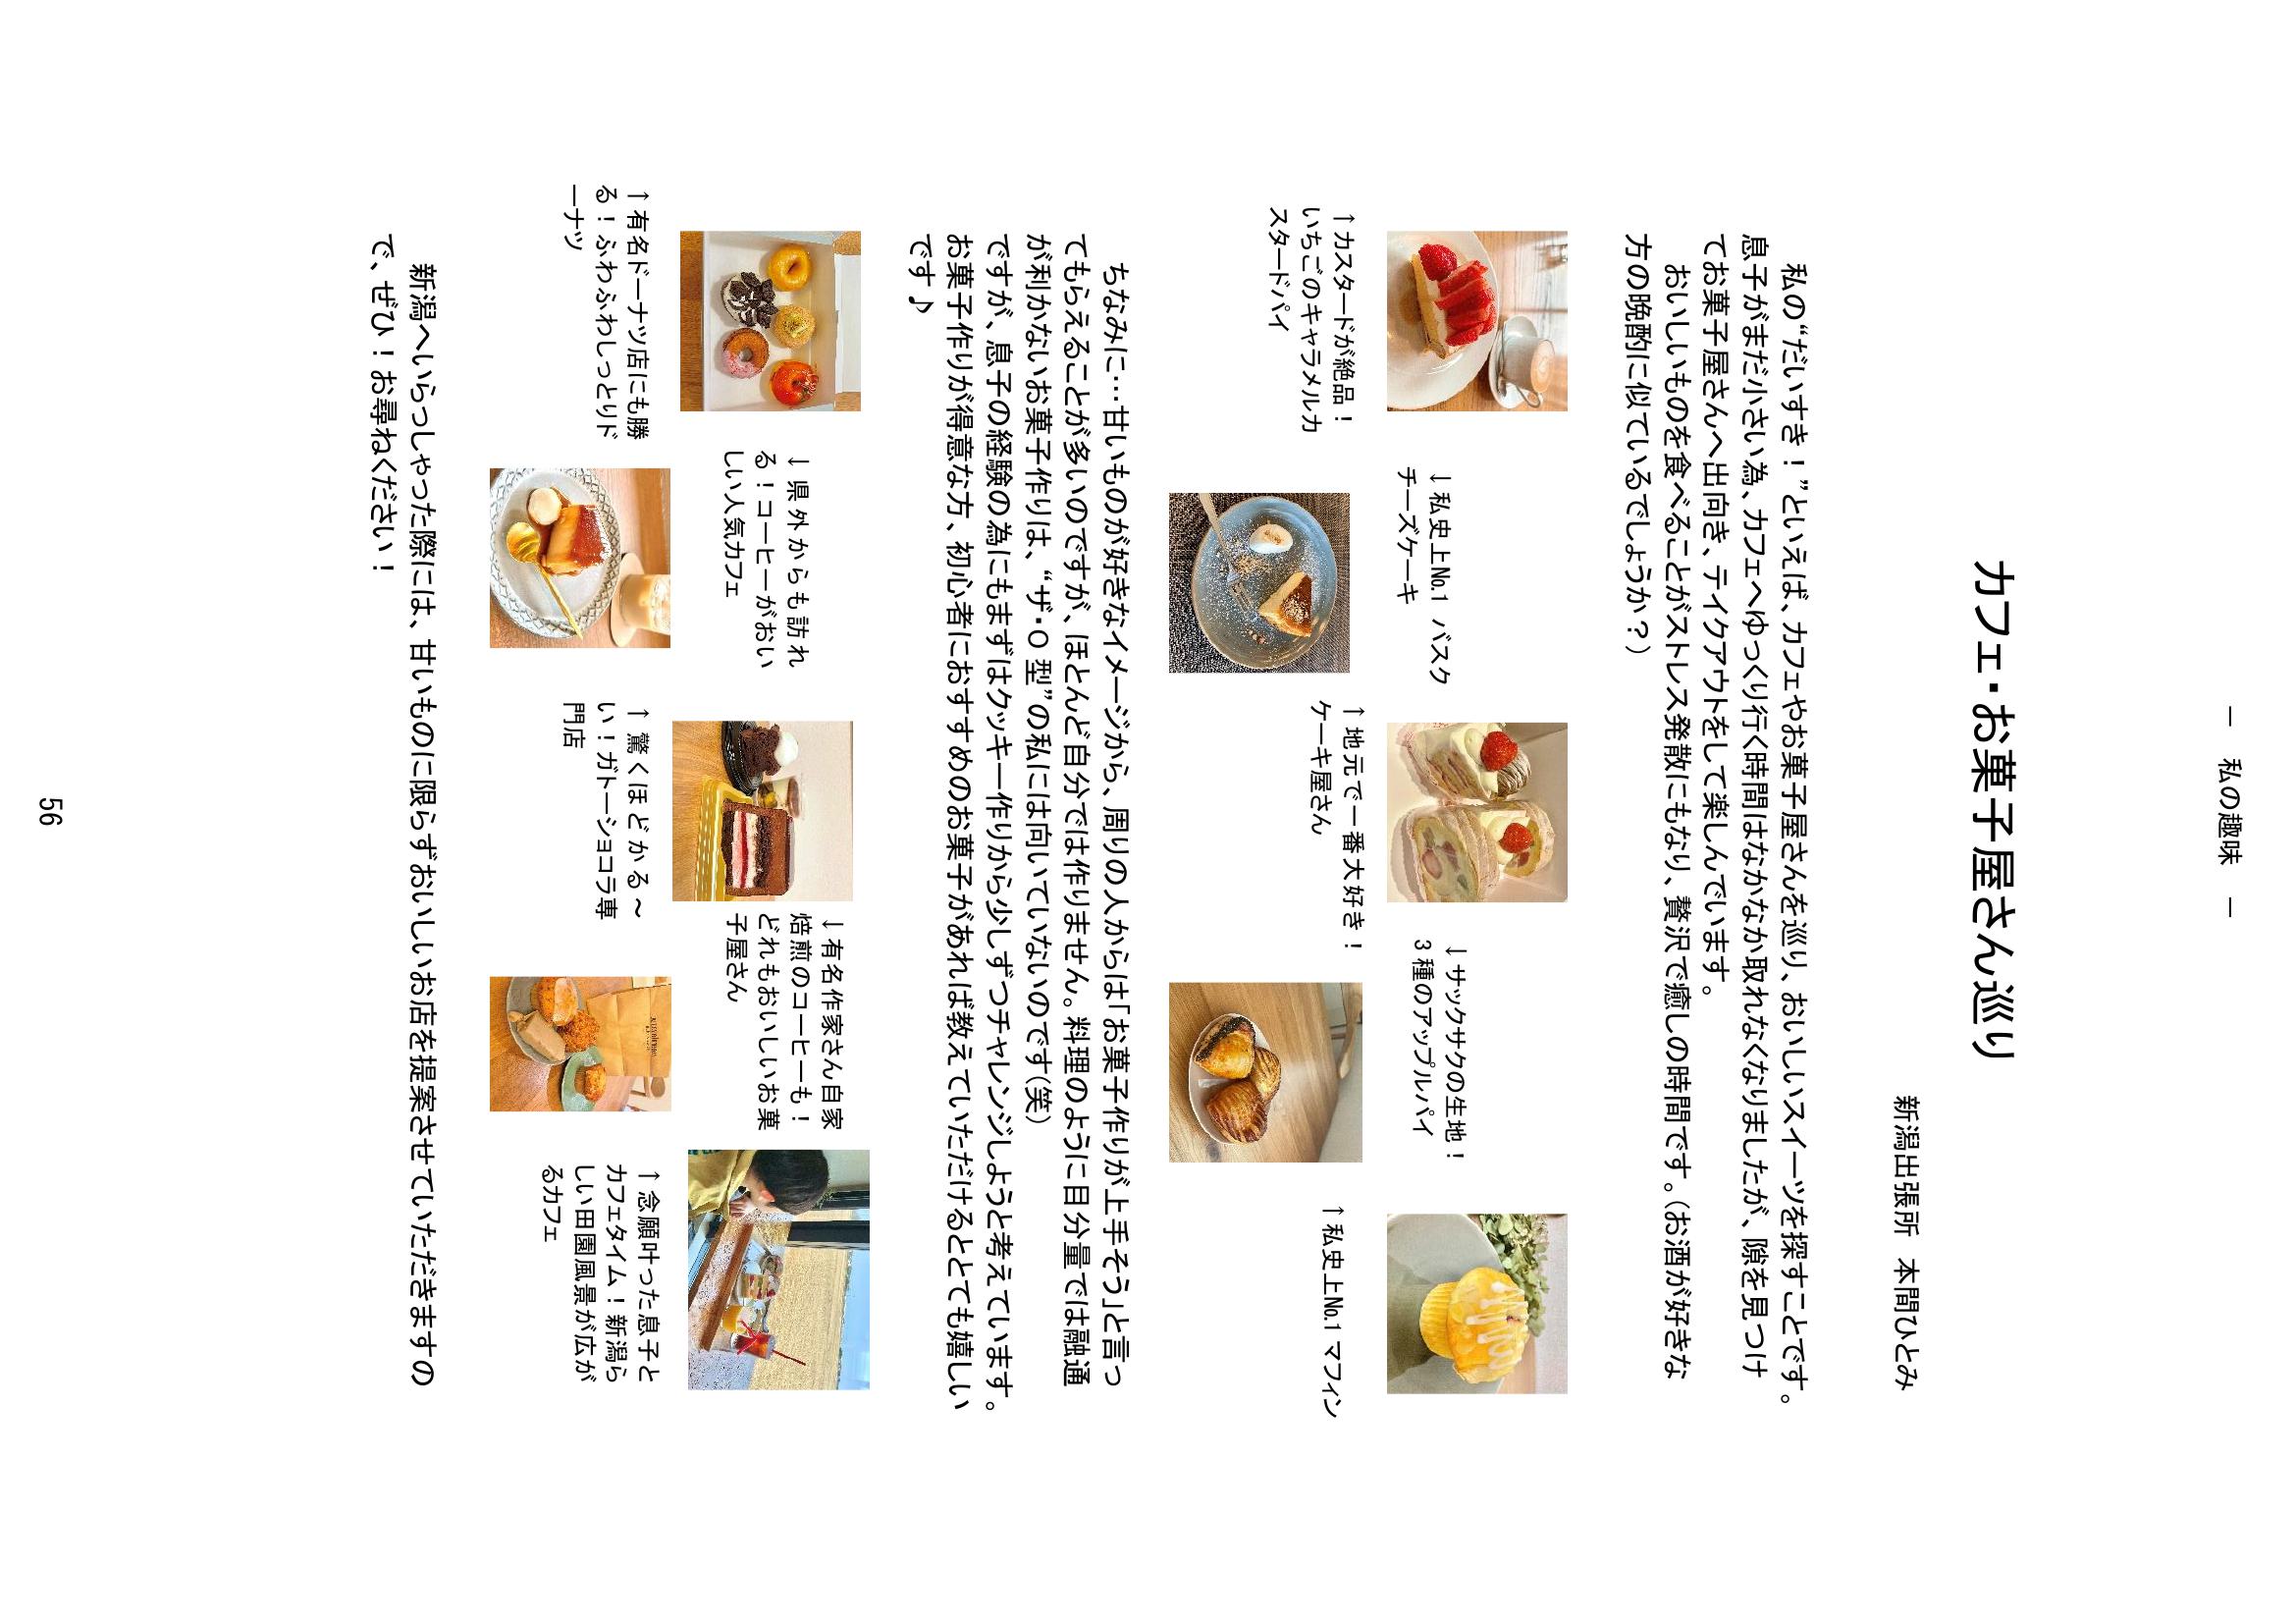 ― 私の趣味 ―
カフェ・お菓子屋さん巡り
新潟出張所 本間ひとみ
私の“だいすき！”といえば、カフェやお菓子屋さんを巡り、おいしいスイーツを探すことです。
息子がまだ小さい為、カフェへゆっくり行く時間はなかなか取れなくなりましたが、隙を見つけ
てお菓子屋さんへ出向き、テイクアウトをして楽しんでいます。
おいしいものを食べることがストレス発散にもなり、贅沢で癒しの時間です。（お酒が好きな
方の晩酌に似ているでしょうか？）
↑カスタードが絶品！
いちごのキャラメルカ
スタードパイ
↓私史上№1 バスク
チーズケーキ
↑地元で一番大好き！
ケーキ屋さん
↓サックサクの生地！
3種のアップルパイ
↑私史上№1 マフィン
ちなみに…甘いものが好きなイメージから、周りの人からは「お菓子作りが上手そう」と言っ
てもらえることが多いのですが、ほとんど自分では作りません。料理のように目分量では融通
が利かないお菓子作りは、“ザ・O 型”の私には向いていないのです（笑）
ですが、息子の経験の為にもまずはクッキー作りから少しずつチャレンジしようと考えています。
お菓子作りが得意な方、初心者におすすめのお菓子があれば教えていただけるととても嬉しい
です♪
↑有名ドーナツ店にも勝
る！ふわふわしっとりド
ーナツ
↓県外からも訪れ
る！コーヒーがおい
しい人気カフェ
↑驚くほどかる～
い！ガトーショコラ専
門店
↓有名作家さん自家
焙煎のコーヒーも！
どれもおいしいお菓
子屋さん
↑念願叶った息子と
カフェタイム！新潟ら
しい田園風景が広が
るカフェ
新潟へいらっしゃった際には、甘いものに限らずおいしいお店を提案させていただきますの
で、ぜひ！お尋ねください！
56